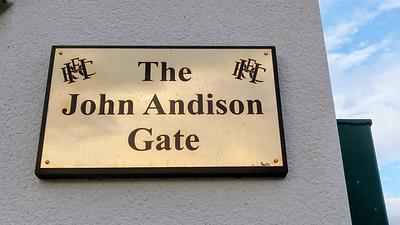 The
John Andison
Gate